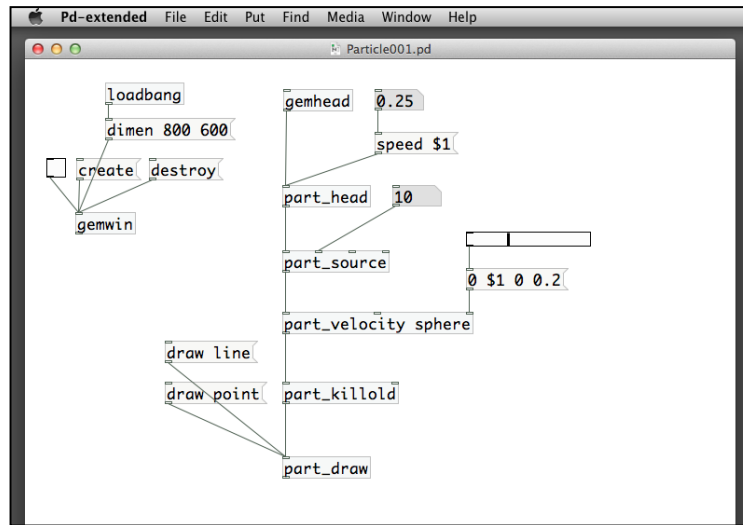 Pd-extended File Edit Put Find Media Window Help
Particle001.pd
loadbang
dimen 800 600
create
destroy
gemwin
gemhead
0.25
speed $1
part_head
10
part_source
0 $1 0 0.2
part_velocity sphere
draw line
draw point
part_killold
part_draw